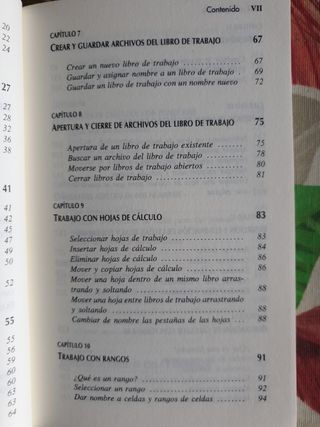 Contenido VII
CAPÍTULO 7
CREAR Y GUARDAR ARCHIVOS DEL LIBRO DE TRABAJO 67
Crear un nuevo libro de trabajo 67
Guardar y asignar nombre a un libro de trabajo 69
Guardar un libro de trabajo con un nombre nuevo 72
CAPÍTULO 8
APERTURA Y CIERRE DE ARCHIVOS DEL LIBRO DE TRABAJO 75
Apertura de un libro de trabajo existente 75
Buscar un archivo del libro de trabajo 78
Moverse por libros de trabajo abiertos 80
Cerrar libros de trabajo 81
CAPÍTULO 9
TRABAJO CON HOJAS DE CÁLCULO 83
Seleccionar hojas de trabajo 83
Insertar hojas de cálculo 84
Eliminar hojas de cálculo 86
Mover y copiar hojas de cálculo 86
Mover una hoja dentro de un mismo libro arras-
trando y soltando 88
Mover una hoja entre libros de trabajo arrastrando
y soltando 88
Cambiar de nombre las pestañas de las hojas 88
CAPÍTULO 10
TRABAJO CON RANGOS 91
¿Qué es un rango? 91
Seleccionar un rango 92
Dar nombre a celdas y rangos de celdas 94
20
22
24
27
27
32
36
38
41
42
45
47
49
50
52
55
55
59
60
63
63
64